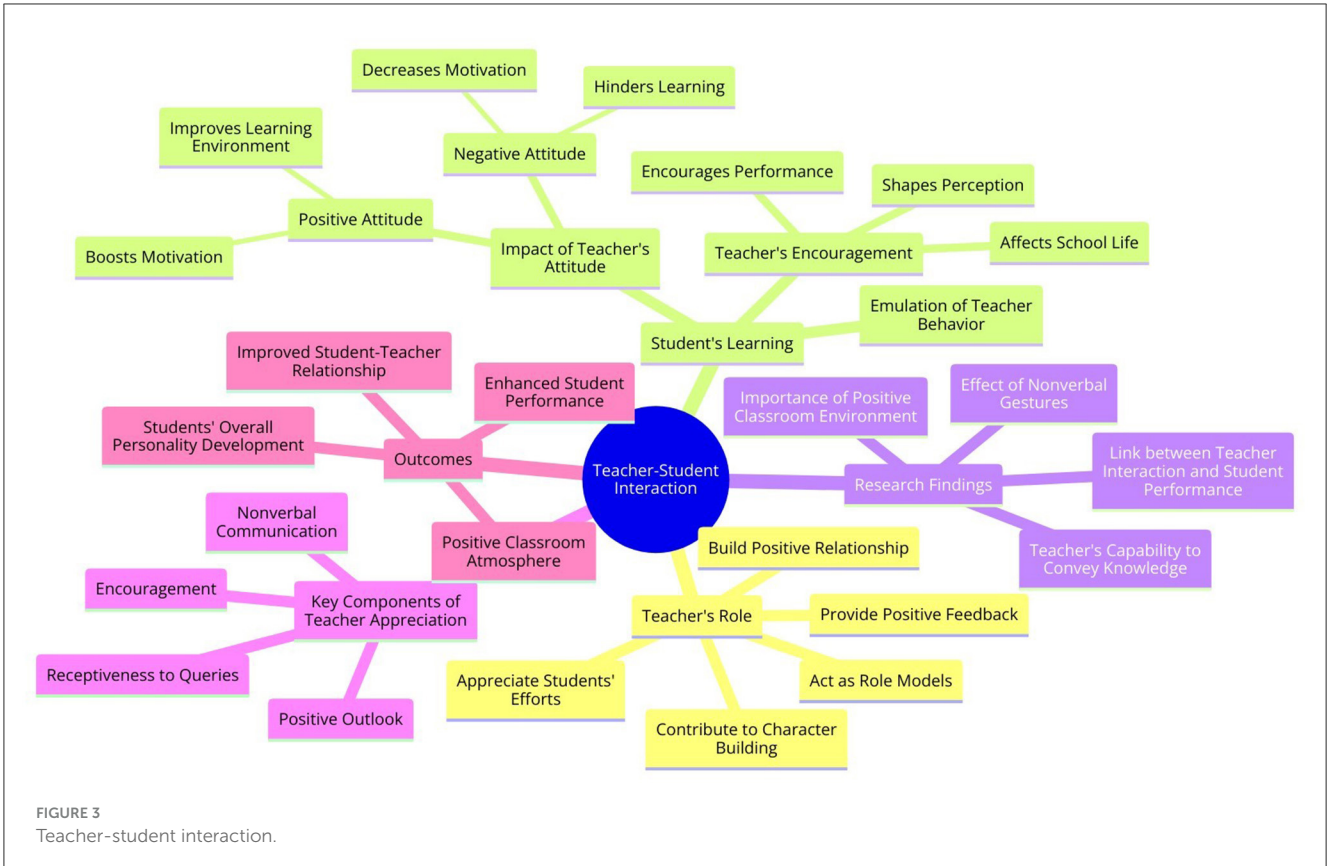 Decreases Motivation
Hinders Learning
Improves Learning
Environment
Negative Attitude
Encourages Performance
Shapes Perception
Positive Attitude
Boosts Motivation
Impact of Teacher's
Attitude
Teacher's Encouragement
Affects School Life
Emulation of Teacher
Behavior
Student's Learning
Improved Student-Teacher
Relationship
Enhanced Student
Performance
Students' Overall
Personality Development
Outcomes
Positive Classroom
Atmosphere
Teacher-Student
Interaction
Importance of Positive
Classroom Environment
Effect of Nonverbal
Gestures
Link between Teacher
Interaction and Student
Performance
Research Findings
Teacher's Capability to
Convey Knowledge
Nonverbal
Communication
Encouragement
Key Components of
Teacher Appreciation
Receptiveness to Queries
Positive Outlook
Build Positive Relationship
Teacher's Role
Provide Positive Feedback
Appreciate Students'
Efforts
Act as Role Models
Contribute to Character
Building
FIGURE 3
Teacher-student interaction.